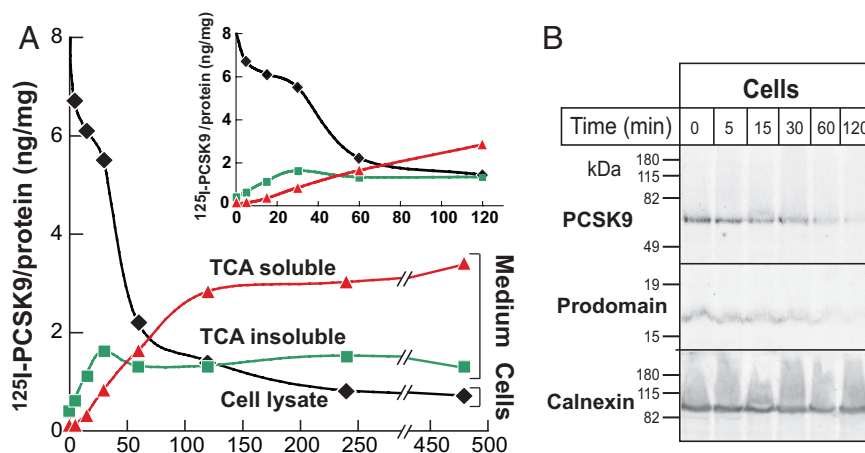 A
8
6
4
2
0
¹²⁵I-PCSK9/protein (ng/mg)
0 50 100 150 200 250 450 500
TCA soluble
TCA insoluble
Cell lysate
Medium
Cells
8
6
4
2
0
¹²⁵I-PCSK9/protein (ng/mg)
0 20 40 60 80 100 120
B
Cells
Time (min) 0 5 15 30 60 120
kDa
180
115
82
PCSK9
49
19
Prodomain
15
180
Calnexin 115
82